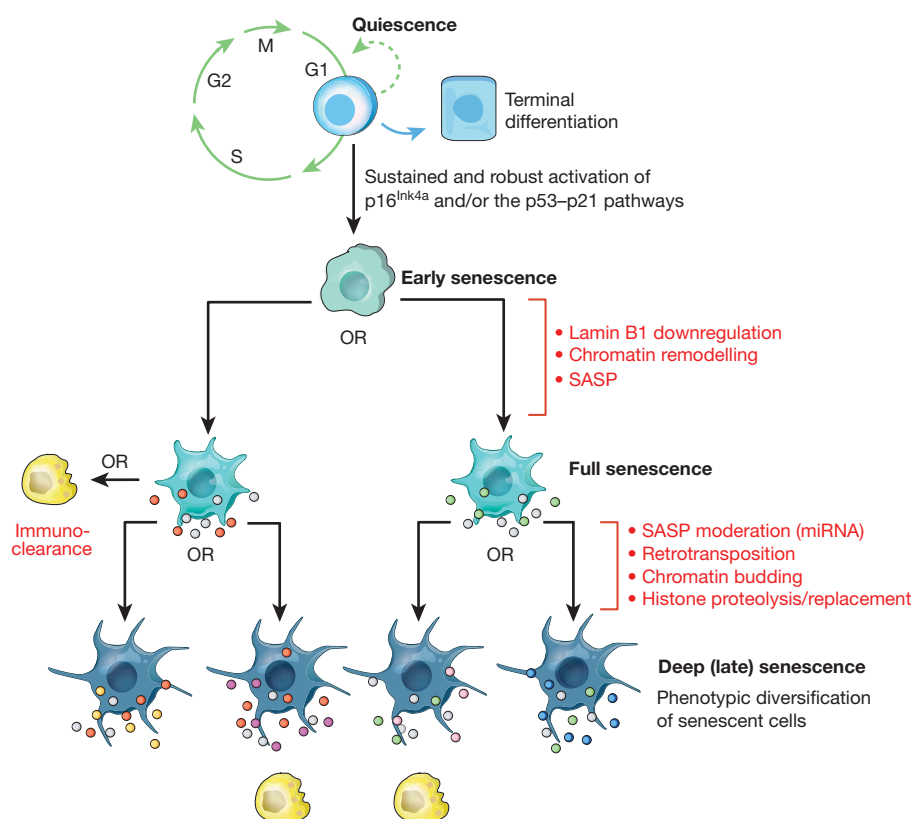 Quiescence
M
G1
G2
S
Terminal
differentiation
Sustained and robust activation of
p16Ink4a and/or the p53–p21 pathways
Early senescence
OR
• Lamin B1 downregulation
• Chromatin remodelling
• SASP
OR
Full senescence
Immuno-
clearance
OR
OR
• SASP moderation (miRNA)
• Retrotransposition
• Chromatin budding
• Histone proteolysis/replacement
Deep (late) senescence
Phenotypic diversification
of senescent cells